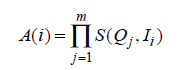 A(i) = ∏_{j=1}^{m} S(Q_j, I_i)